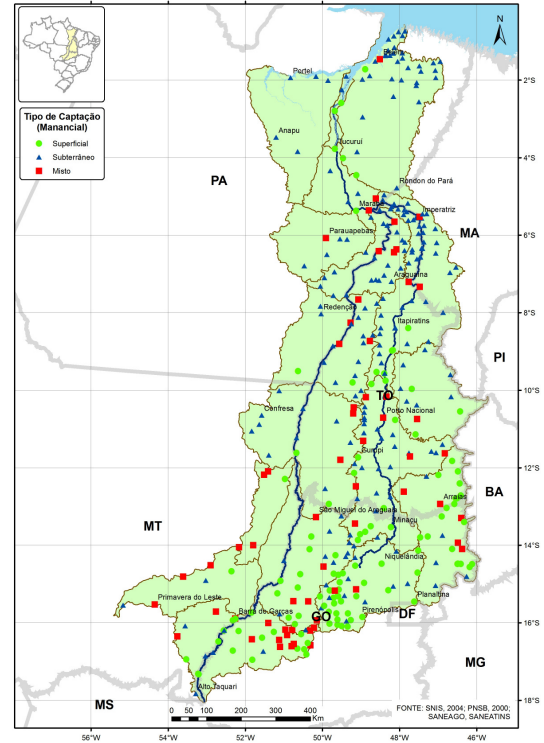 N
Tipo de Captação
(Manancial)
Superficial
Subterrâneo
Misto
Belém
2°S
Portel
Anapu
Tucuruí
4°S
PA
Rondon do Pará
Marabá
Imperatriz
MA
Parauapebas
6°S
Araguaína
Redenção
8°S
Itapiratins
PI
TO
10°S
Confresa
Porto Nacional
Gurupi
12°S
BA
Arraias
São Miguel do Araguaia
Minaçu
MT
14°S
Niquelândia
Primavera do Leste
Planaltina
Barra do Garças
GO
Pirenópolis
DF
16°S
MG
Alto Taquari
MS
FONTE: SNIS, 2004; PNSB, 2000;
SANEAGO, SANEATINS
18°S
0 50 100 200 300 400
Km
56°W 54°W 52°W 50°W 48°W 46°W